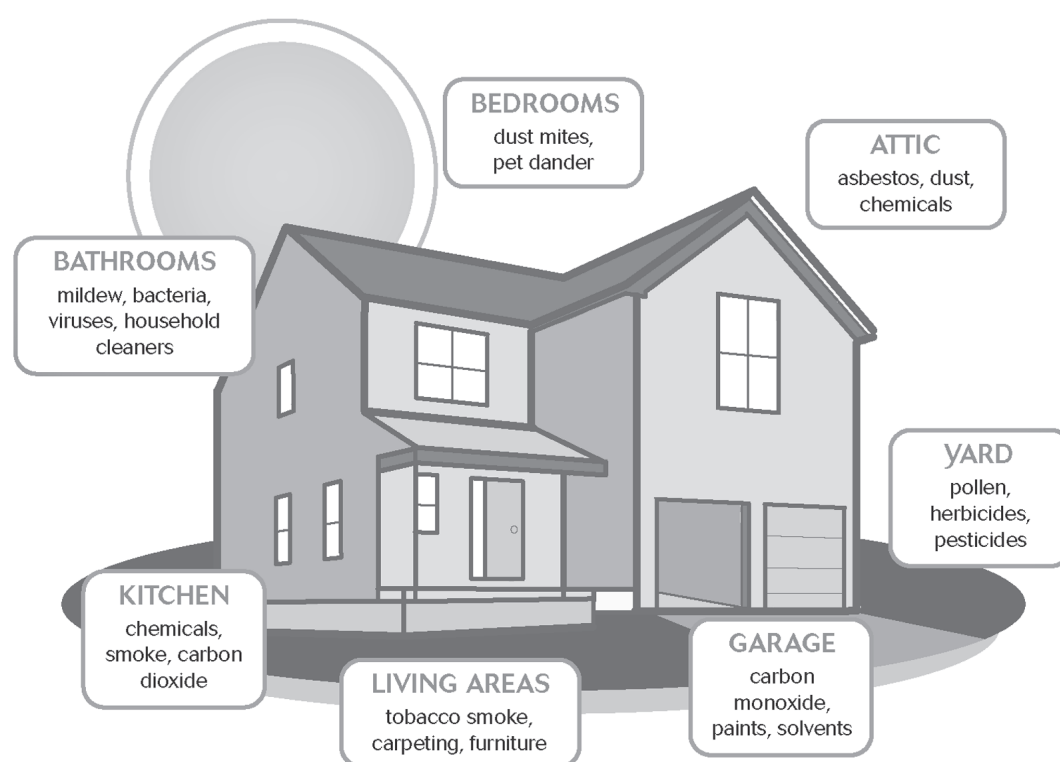 BEDROOMS
dust mites,
pet dander
ATTIC
asbestos, dust,
chemicals
BATHROOMS
mildew, bacteria,
viruses, household
cleaners
YARD
pollen,
herbicides,
pesticides
KITCHEN
chemicals,
smoke, carbon
dioxide
LIVING AREAS
tobacco smoke,
carpeting, furniture
GARAGE
carbon
monoxide,
paints, solvents